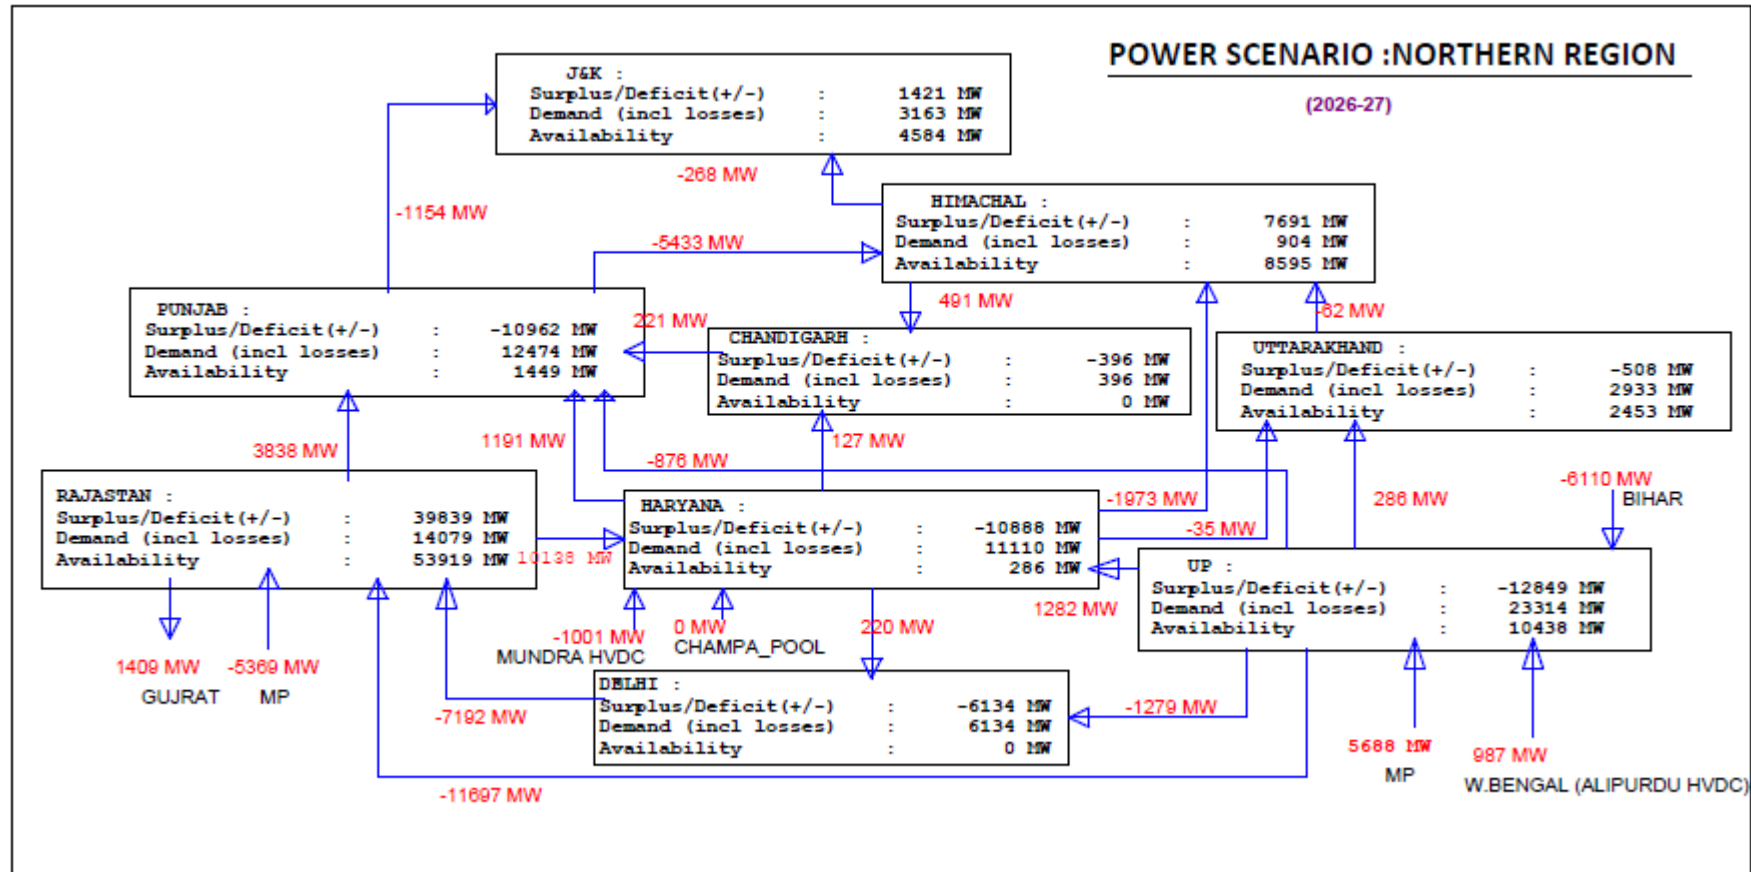 POWER SCENARIO :NORTHERN REGION
(2026-27)
J&K :
Surplus/Deficit(+/-) : 1421 MW
Demand (incl losses) : 3163 MW
Availability : 4584 MW
-268 MW
-1154 MW
HIMACHAL :
Surplus/Deficit(+/-) : 7691 MW
Demand (incl losses) : 904 MW
Availability : 8595 MW
-5433 MW
491 MW
-62 MW
PUNJAB :
Surplus/Deficit(+/-) : -10962 MW
Demand (incl losses) : 12474 MW
Availability : 1449 MW
221 MW
CHANDIGARH :
Surplus/Deficit(+/-) : -396 MW
Demand (incl losses) : 396 MW
Availability : 0 MW
UTTARAKHAND :
Surplus/Deficit(+/-) : -508 MW
Demand (incl losses) : 2933 MW
Availability : 2453 MW
3838 MW
1191 MW
127 MW
-876 MW
-1973 MW
-35 MW
286 MW
-6110 MW
BIHAR
RAJASTAN :
Surplus/Deficit(+/-) : 39839 MW
Demand (incl losses) : 14079 MW
Availability : 53919 MW
10138 MW
HARYANA :
Surplus/Deficit(+/-) : -10888 MW
Demand (incl losses) : 11110 MW
Availability : 286 MW
UP :
Surplus/Deficit(+/-) : -12849 MW
Demand (incl losses) : 23314 MW
Availability : 10438 MW
1282 MW
1409 MW
GUJRAT
-5369 MW
MP
-1001 MW
MUNDRA HVDC
0 MW
CHAMPA_POOL
220 MW
DELHI :
Surplus/Deficit(+/-) : -6134 MW
Demand (incl losses) : 6134 MW
Availability : 0 MW
-7192 MW
-1279 MW
-11697 MW
5688 MW
MP
987 MW
W.BENGAL (ALIPURDU HVDC)